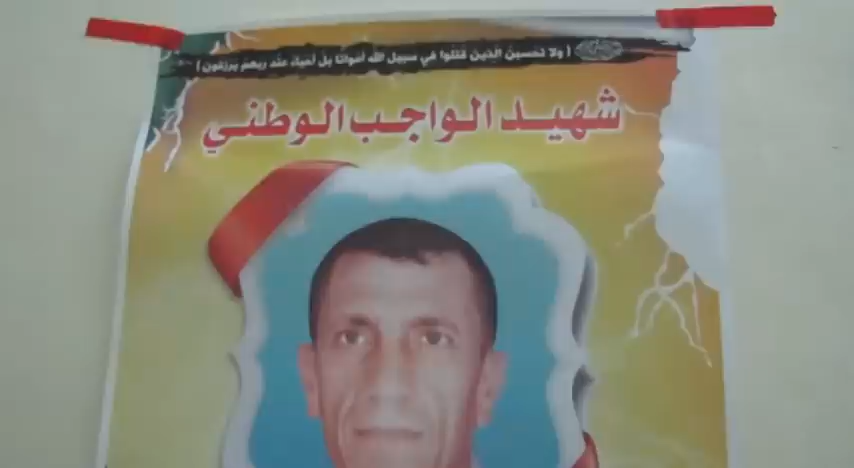 ( ولا تحسبن الذين قتلوا في سبيل الله أمواتا بل أحياء عند ربهم يرزقون )
شهيد الواجب الوطني